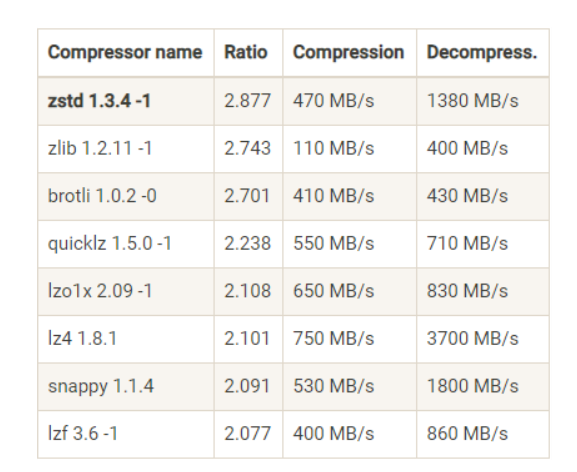 Compressor name Ratio Compression Decompress.
zstd 1.3.4 -1 2.877 470 MB/s 1380 MB/s
zlib 1.2.11 -1 2.743 110 MB/s 400 MB/s
brotli 1.0.2 -0 2.701 410 MB/s 430 MB/s
quicklz 1.5.0 -1 2.238 550 MB/s 710 MB/s
lzo1x 2.09 -1 2.108 650 MB/s 830 MB/s
lz4 1.8.1 2.101 750 MB/s 3700 MB/s
snappy 1.1.4 2.091 530 MB/s 1800 MB/s
lzf 3.6 -1 2.077 400 MB/s 860 MB/s